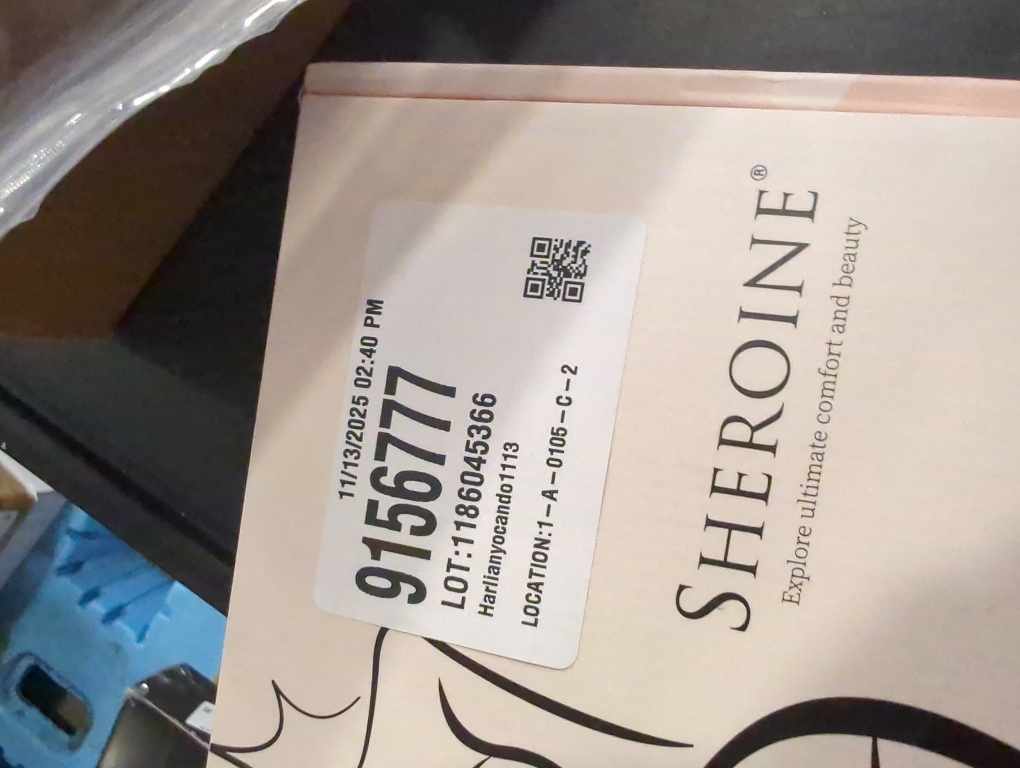 11/13/2025 02:40 PM
9156777
LOT:1186045366
Harlianyocando1113
LOCATION:1-A-0105-C-2
SHEROINE®
Explore ultimate comfort and beauty